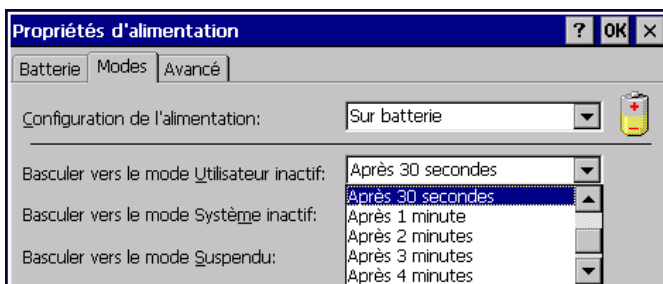 Propriétés d'alimentation ? OK ×
Batterie Modes Avancé
Configuration de l'alimentation: Sur batterie
Basculer vers le mode Utilisateur inactif: Après 30 secondes
Après 30 secondes
Basculer vers le mode Système inactif: Après 1 minute
Après 2 minutes
Basculer vers le mode Suspendu: Après 3 minutes
Après 4 minutes